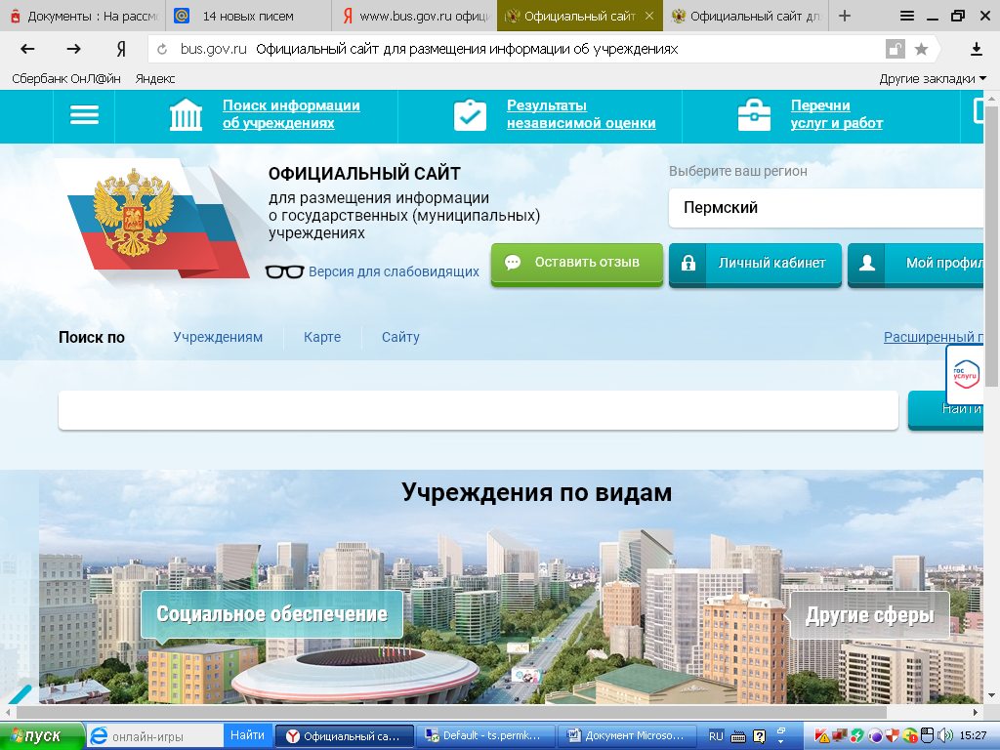 Документы : На рассм
14 новых писем
www.bus.gov.ru офиц
Официальный сайт
Официальный сайт дл
bus.gov.ru Официальный сайт для размещения информации об учреждениях
Сбербанк ОнЛ@йн Яндекс
Другие закладки
Поиск информации
об учреждениях
Результаты
независимой оценки
Перечни
услуг и работ
ОФИЦИАЛЬНЫЙ САЙТ
для размещения информации
о государственных (муниципальных)
учреждениях
Версия для слабовидящих
Выберите ваш регион
Пермский
Оставить отзыв
Личный кабинет
Мой профил
Поиск по
Учреждениям
Карте
Сайту
Расширенный п
гос
услуги
Найти
Учреждения по видам
Социальное обеспечение
Другие сферы
пуск
онлайн-игры
Найти
Официальный са...
Default - ts.permk...
Документ Microso...
RU
15:27